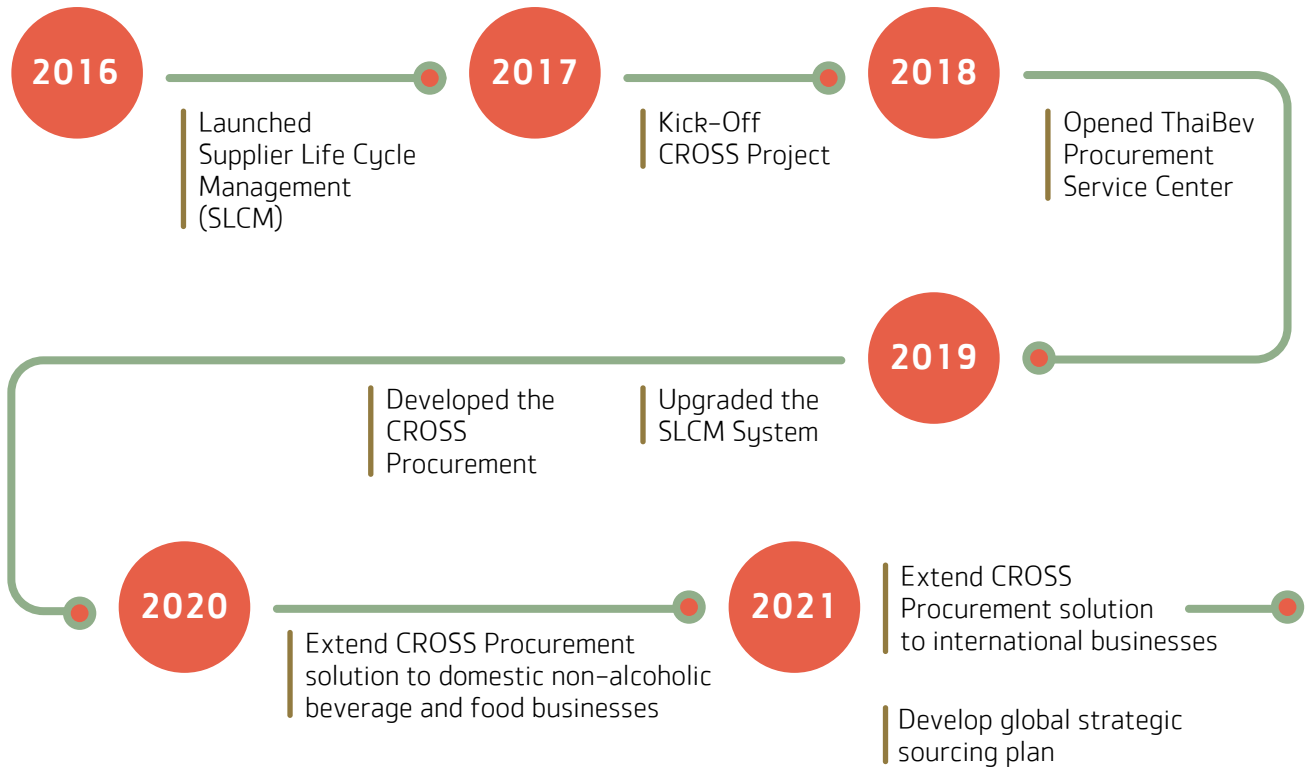 2016
Launched
Supplier Life Cycle
Management
(SLCM)
2017
Kick-Off
CROSS Project
2018
Opened ThaiBev
Procurement
Service Center
2019
Upgraded the
SLCM System
Developed the
CROSS
Procurement
2020
Extend CROSS Procurement
solution to domestic non-alcoholic
beverage and food businesses
2021
Extend CROSS
Procurement solution
to international businesses
Develop global strategic
sourcing plan